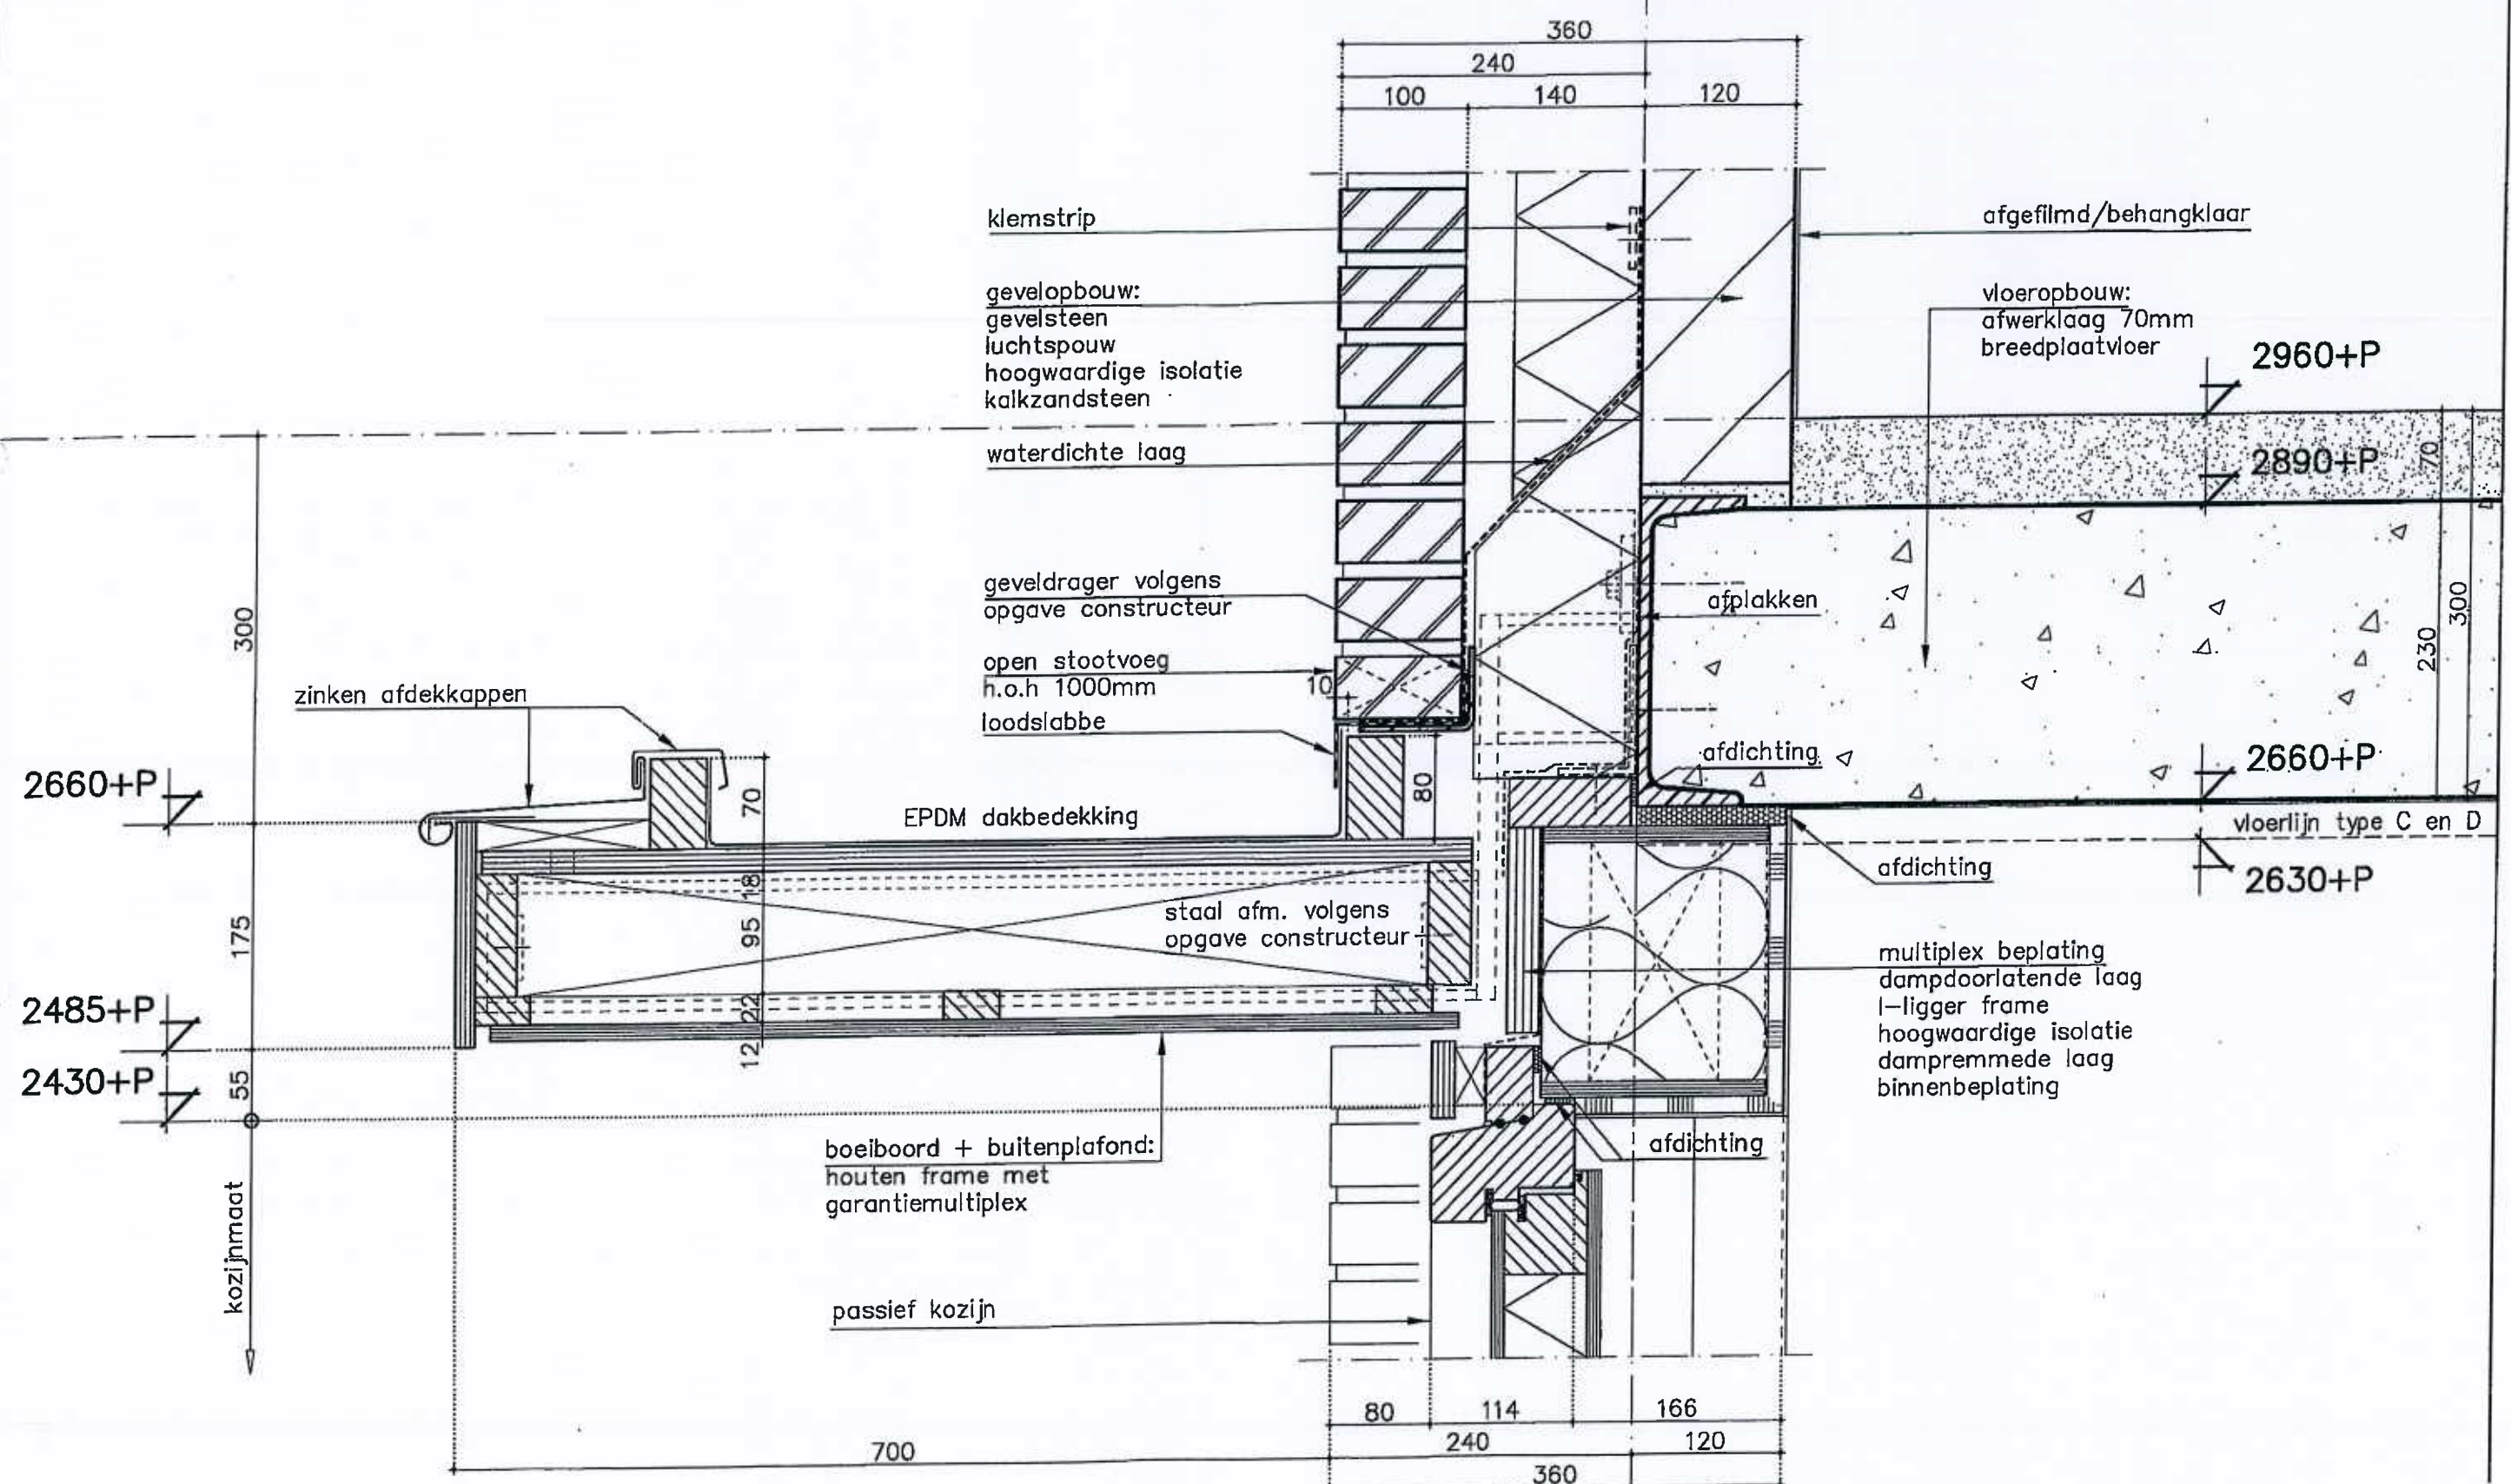 360
240
100
140
120
klemstrip
afgefilmd/behangklaar
gevelopbouw:
gevelsteen
luchtspouw
hoogwaardige isolatie
kalkzandsteen
vloeropbouw:
afwerklaag 70mm
breedplaatvloer
2960+P
waterdichte laag
2890+P
70
geveldrager volgens
opgave constructeur
afplakken
300
300
230
open stootvoeg
h.o.h 1000mm
10
loodslabbe
zinken afdekkappen
afdichting
2660+P
2660+P
70
80
EPDM dakbedekking
vloerlijn type C en D
afdichting
2630+P
18
staal afm. volgens
opgave constructeur
175
95
multiplex beplating
dampdoorlatende laag
I-ligger frame
hoogwaardige isolatie
dampremmede laag
binnenbeplating
2485+P
22
12
2430+P
55
boeiboord + buitenplafond:
houten frame met
garantiemultiplex
afdichting
kozijnmaat
passief kozijn
80
114
166
700
240
120
360